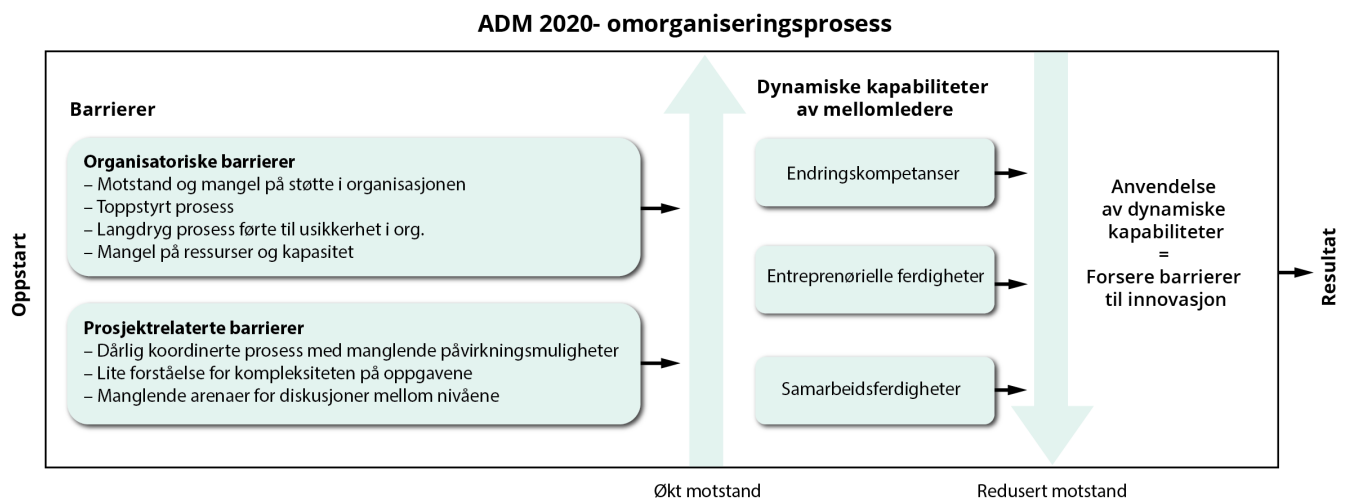 ADM 2020- omorganiseringsprosess
Oppstart
Barrierer
Organisatoriske barrierer
– Motstand og mangel på støtte i organisasjonen
– Toppstyrt prosess
– Langdryg prosess førte til usikkerhet i org.
– Mangel på ressurser og kapasitet
Prosjektrelaterte barrierer
– Dårlig koordinerte prosess med manglende påvirkningsmuligheter
– Lite forståelse for kompleksiteten på oppgavene
– Manglende arenaer for diskusjoner mellom nivåene
Økt motstand
Dynamiske kapabiliteter
av mellomledere
Endringskompetanser
Entreprenørielle ferdigheter
Samarbeidsferdigheter
Redusert motstand
Anvendelse
av dynamiske
kapabiliteter
=
Forsere barrierer
til innovasjon
Resultat